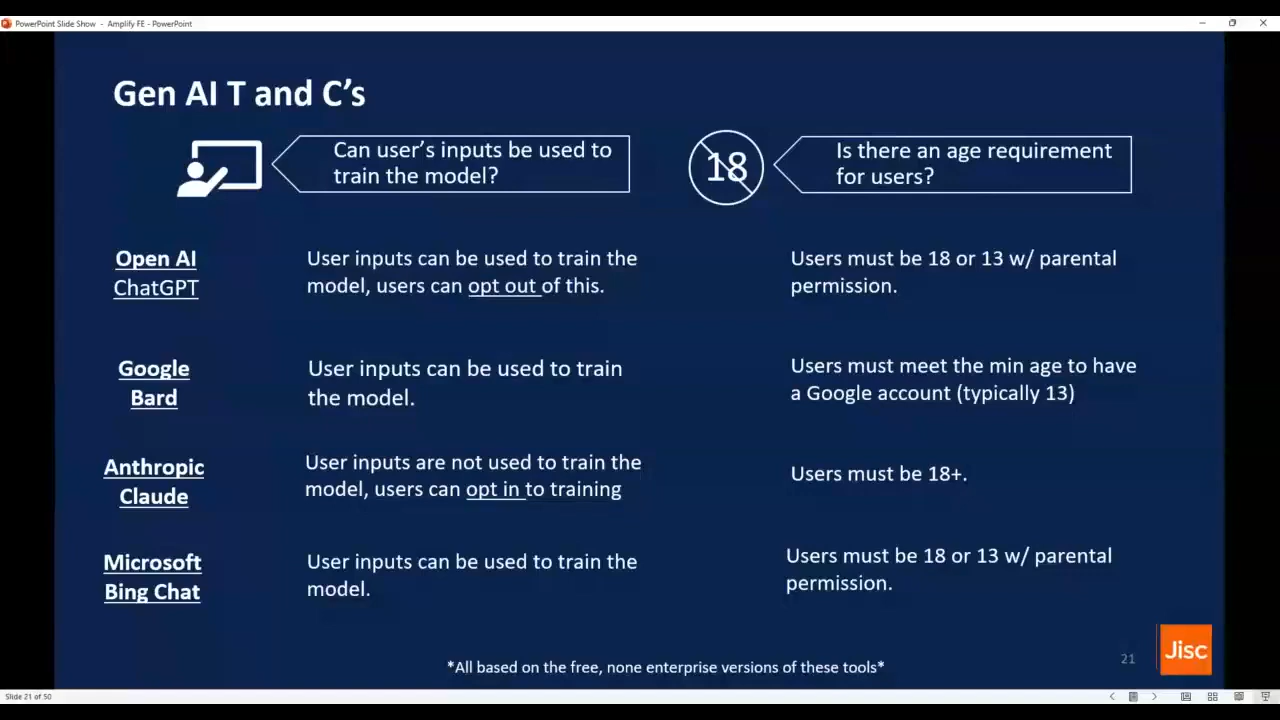 PowerPoint Slide Show - Amplify FE - PowerPoint
Gen AI T and C’s
Can user’s inputs be used to
train the model?
18
Is there an age requirement
for users?
Open AI
ChatGPT
User inputs can be used to train the
model, users can opt out of this.
Users must be 18 or 13 w/ parental
permission.
Google
Bard
User inputs can be used to train
the model.
Users must meet the min age to have
a Google account (typically 13)
Anthropic
Claude
User inputs are not used to train the
model, users can opt in to training
Users must be 18+.
Microsoft
Bing Chat
User inputs can be used to train the
model.
Users must be 18 or 13 w/ parental
permission.
*All based on the free, none enterprise versions of these tools*
21
Jisc
Slide 21 of 50